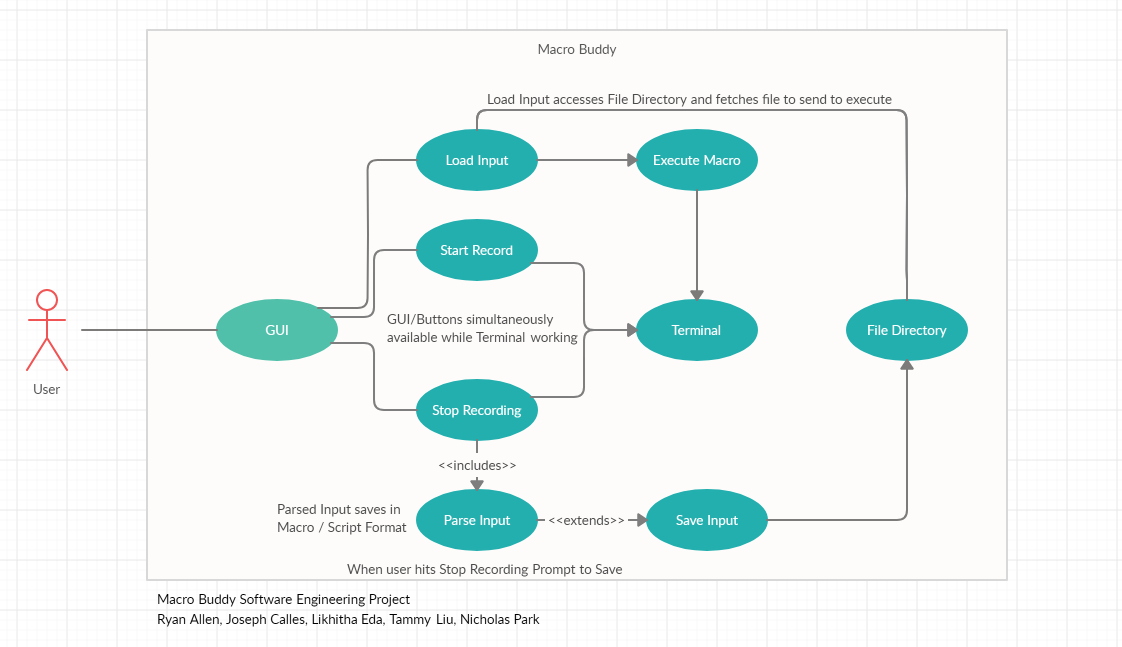 Macro Buddy
Load Input accesses File Directory and fetches file to send to execute
Load Input
Execute Macro
Start Record
GUI/Buttons simultaneously
available while Terminal working
GUI
Terminal
File Directory
User
Stop Recording
<<includes>>
Parsed Input saves in
Macro / Script Format
Parse Input
<<extends>>
Save Input
When user hits Stop Recording Prompt to Save
Macro Buddy Software Engineering Project
Ryan Allen, Joseph Calles, Likhitha Eda, Tammy Liu, Nicholas Park